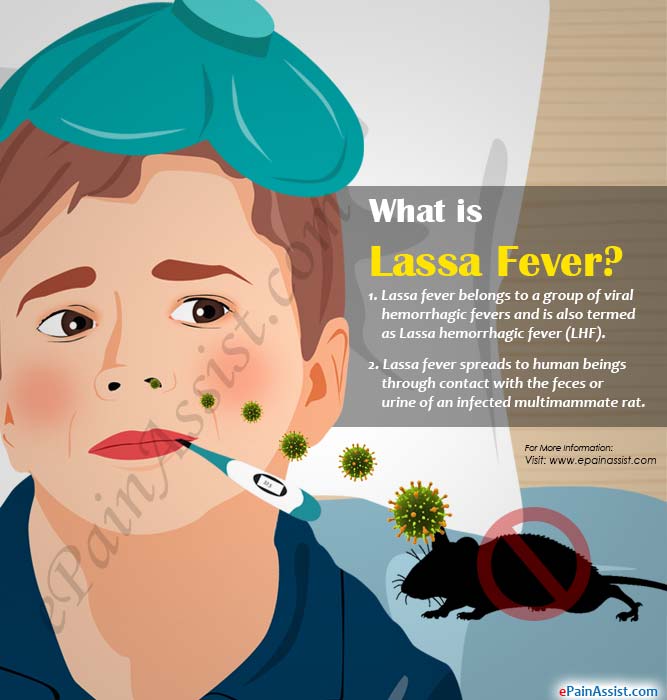 What is
Lassa Fever?
1. Lassa fever belongs to a group of viral
hemorrhagic fevers and is also termed
as Lassa hemorrhagic fever (LHF).
2. Lassa fever spreads to human beings
through contact with the feces or
urine of an infected multimammate rat.
For More Information:
Visit: www.epainassist.com
ePainAssist.com
ePainAssist.com